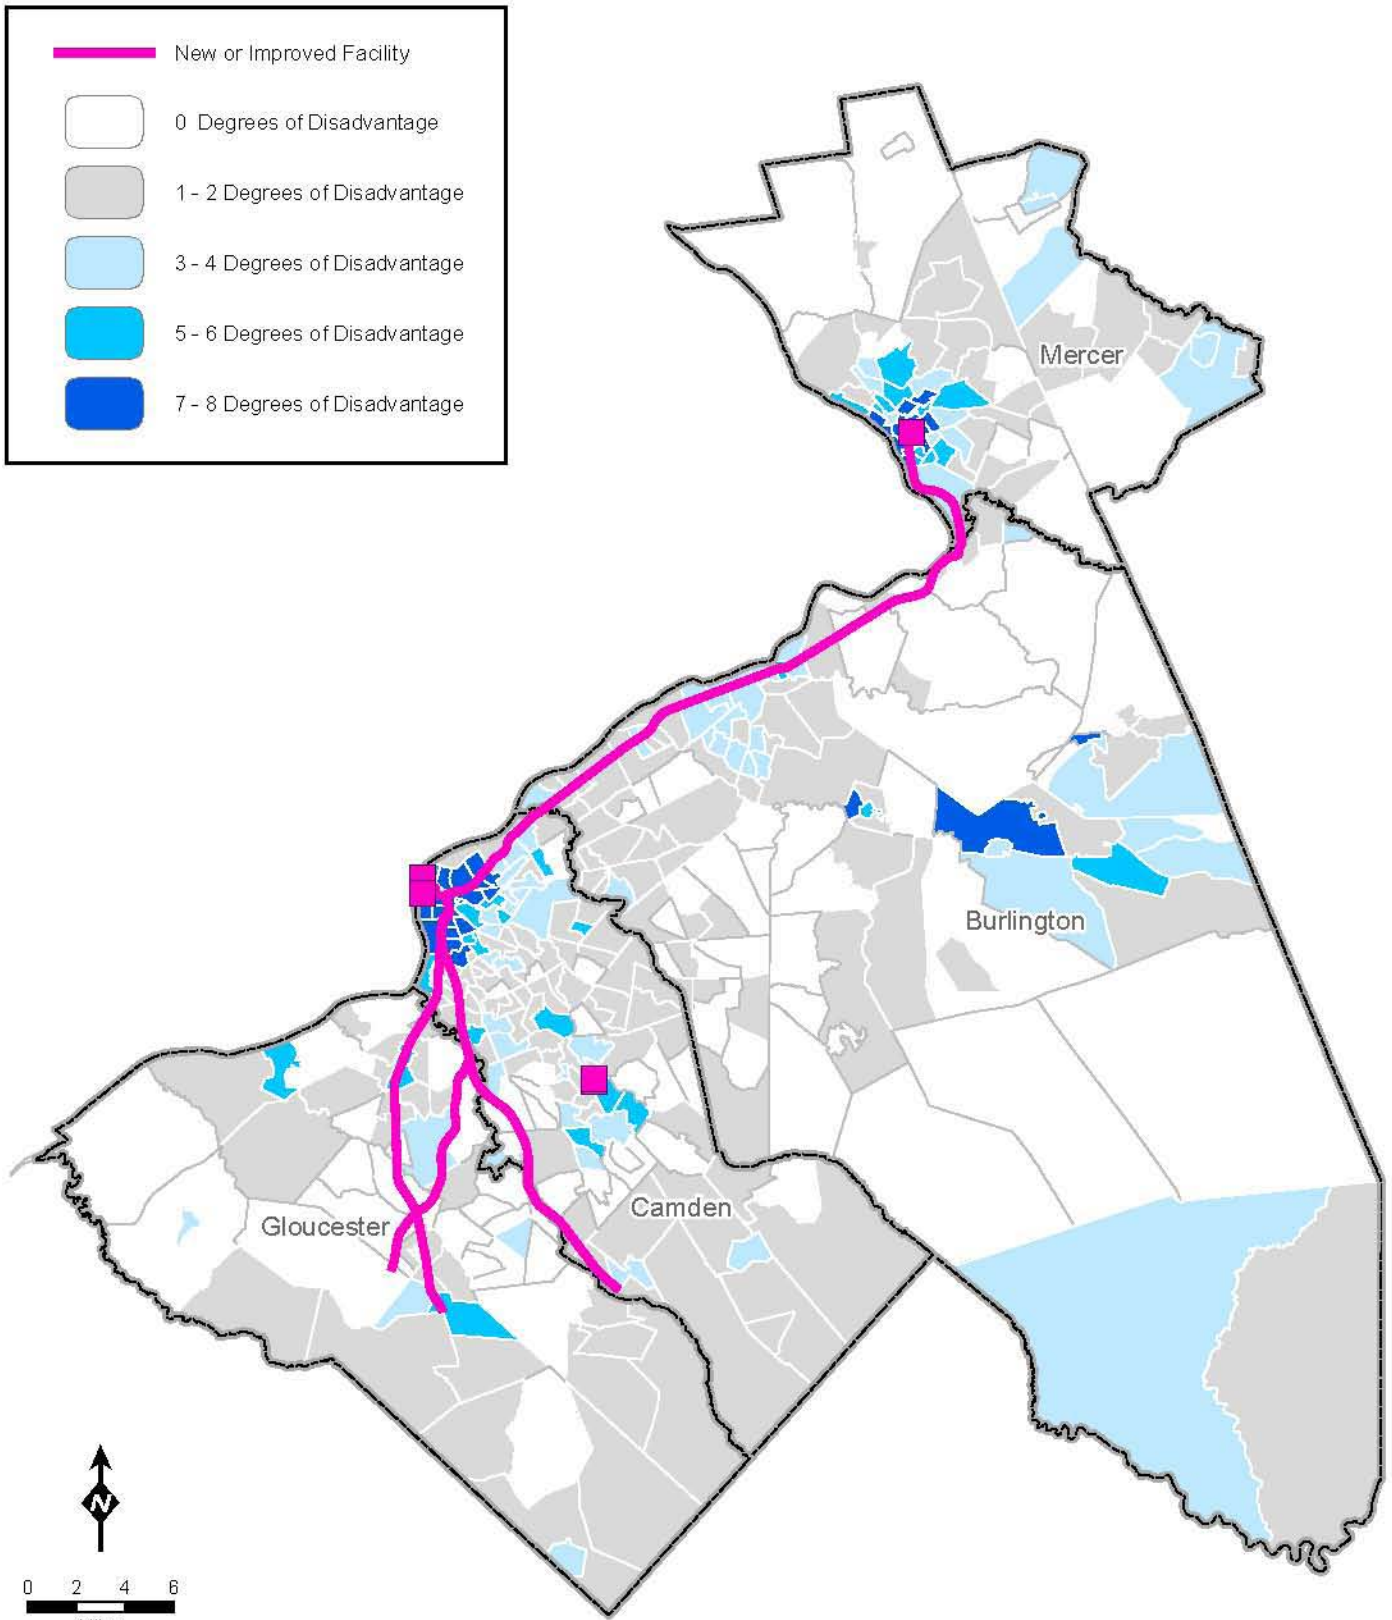 New or Improved Facility
0 Degrees of Disadvantage
1 - 2 Degrees of Disadvantage
3 - 4 Degrees of Disadvantage
5 - 6 Degrees of Disadvantage
7 - 8 Degrees of Disadvantage
Mercer
Burlington
Camden
Gloucester
N
0 2 4 6